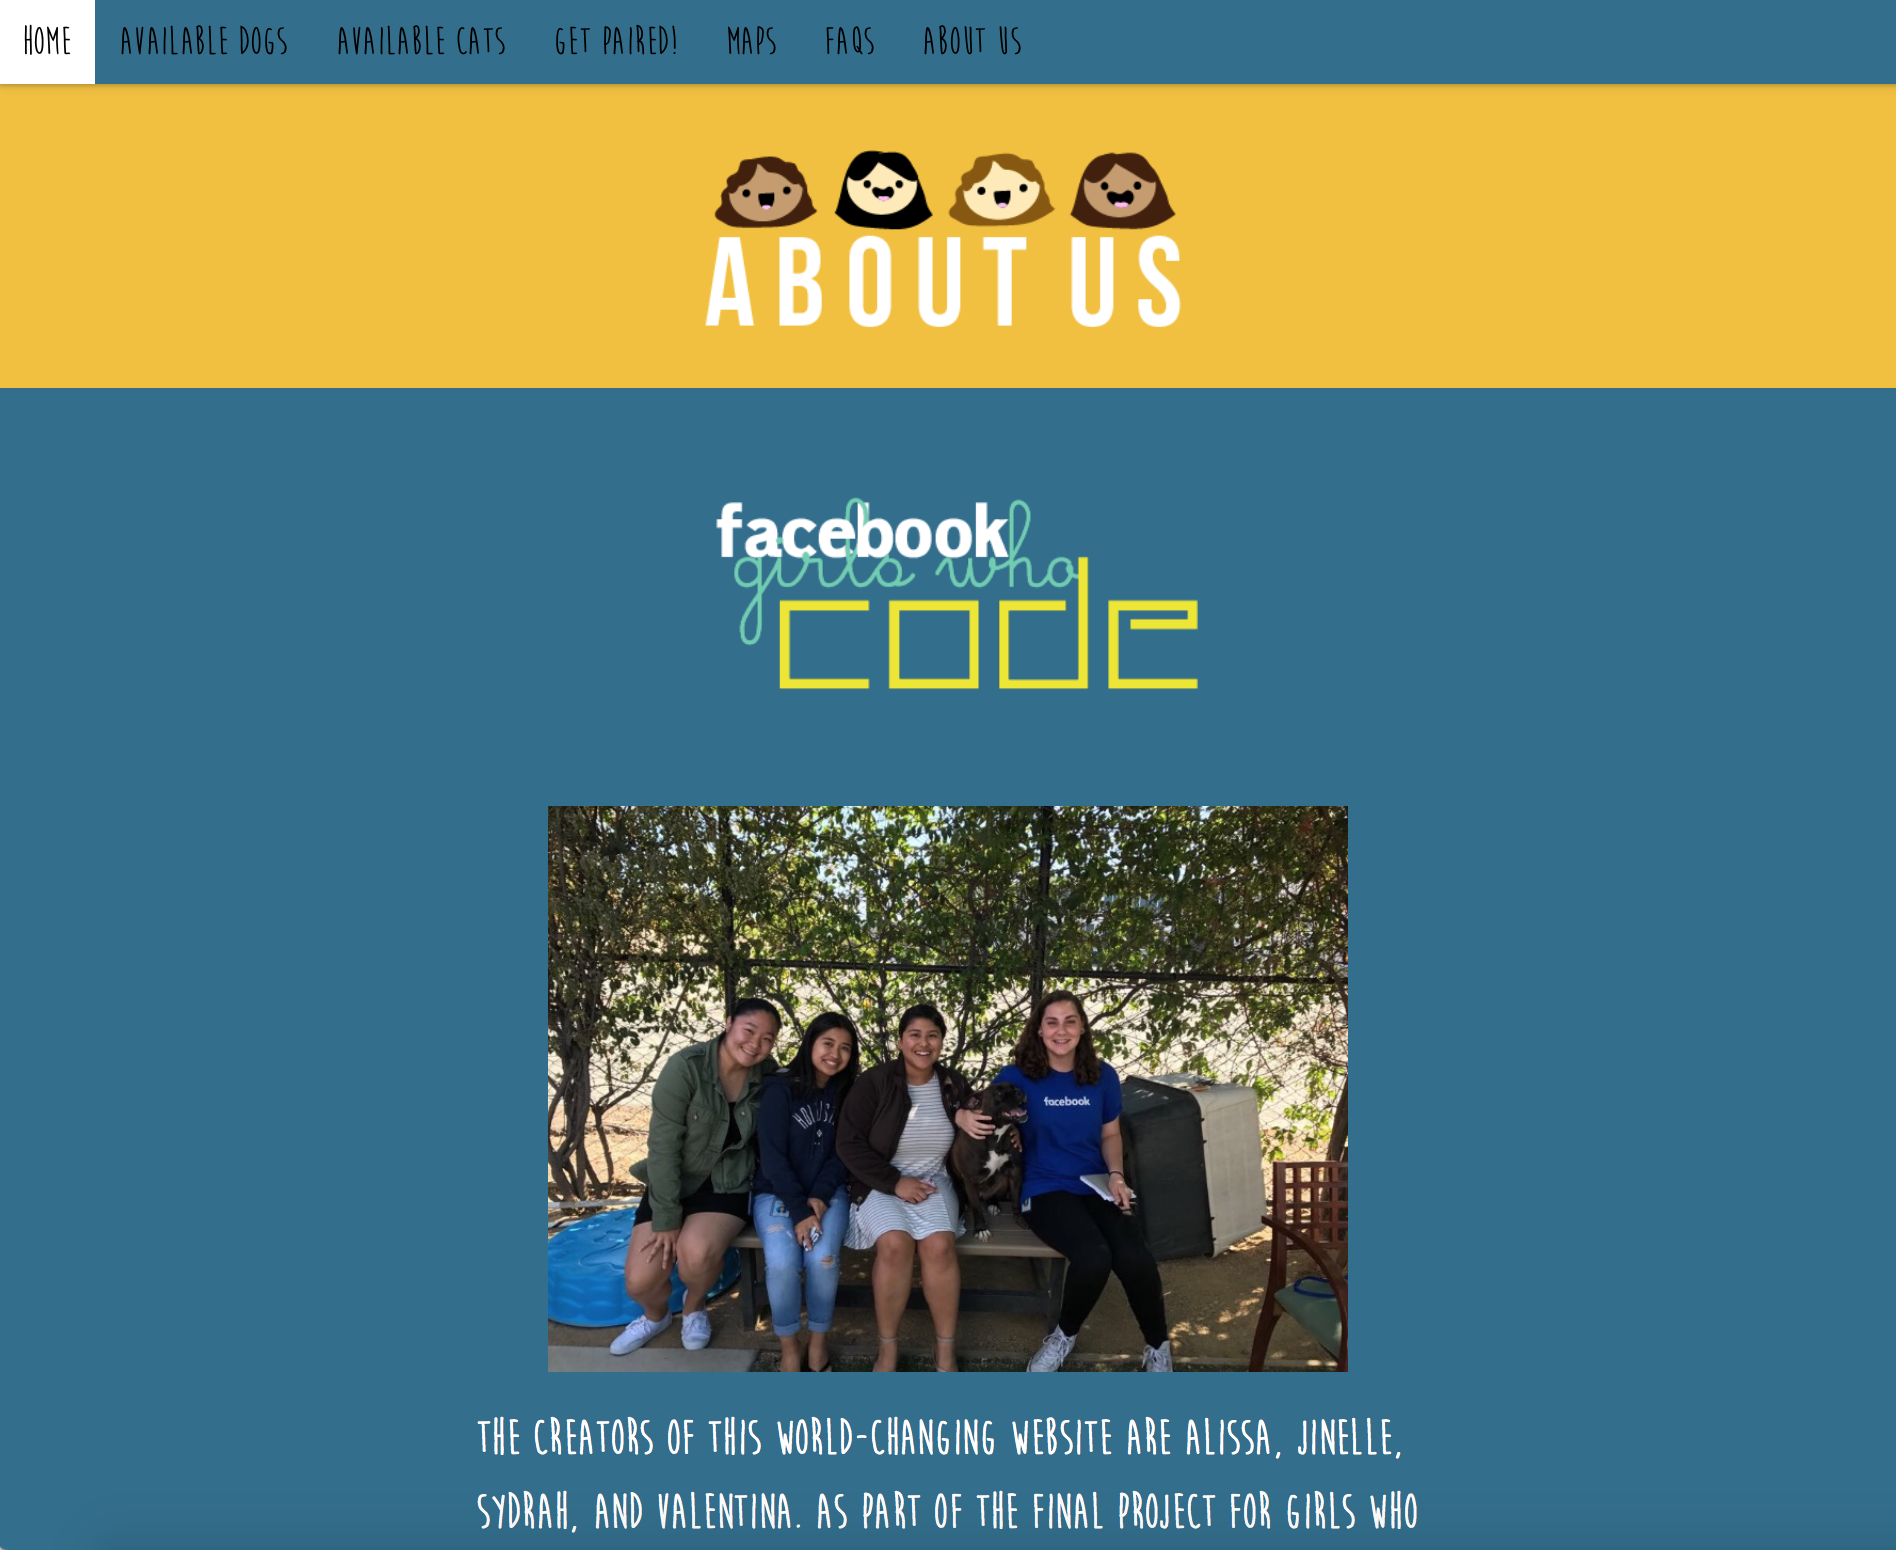 HOME AVAILABLE DOGS AVAILABLE CATS GET PAIRED! MAPS FAQS ABOUT US
ABOUT US
facebook
girls who
code
facebook
THE CREATORS OF THIS WORLD-CHANGING WEBSITE ARE ALISSA, JINELLE,
SYDRAH, AND VALENTINA. AS PART OF THE FINAL PROJECT FOR GIRLS WHO